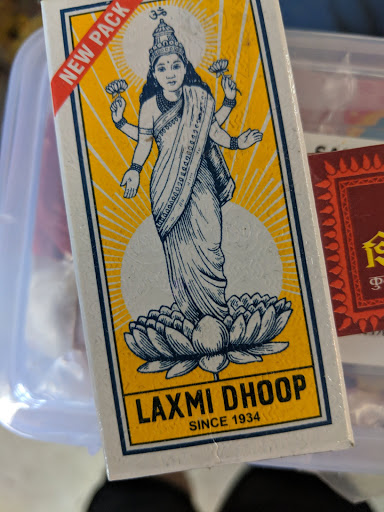 NEW PACK
ॐ
LAXMI DHOOP
SINCE 1934